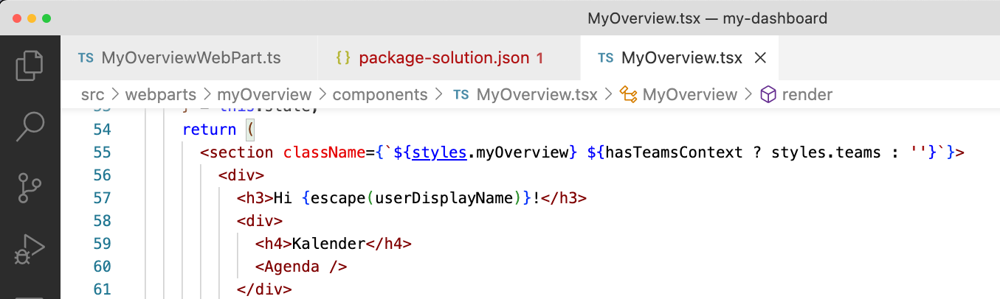 MyOverview.tsx — my-dashboard
TS MyOverviewWebPart.ts {} package-solution.json 1 TS MyOverview.tsx ×
src > webparts > myOverview > components > TS MyOverview.tsx > MyOverview > render
53 } = this.state;
54 return (
55 <section className={`${styles.myOverview} ${hasTeamsContext ? styles.teams : ''}`}>
56 <div>
57 <h3>Hi {escape(userDisplayName)}!</h3>
58 <div>
59 <h4>Kalender</h4>
60 <Agenda />
61 </div>